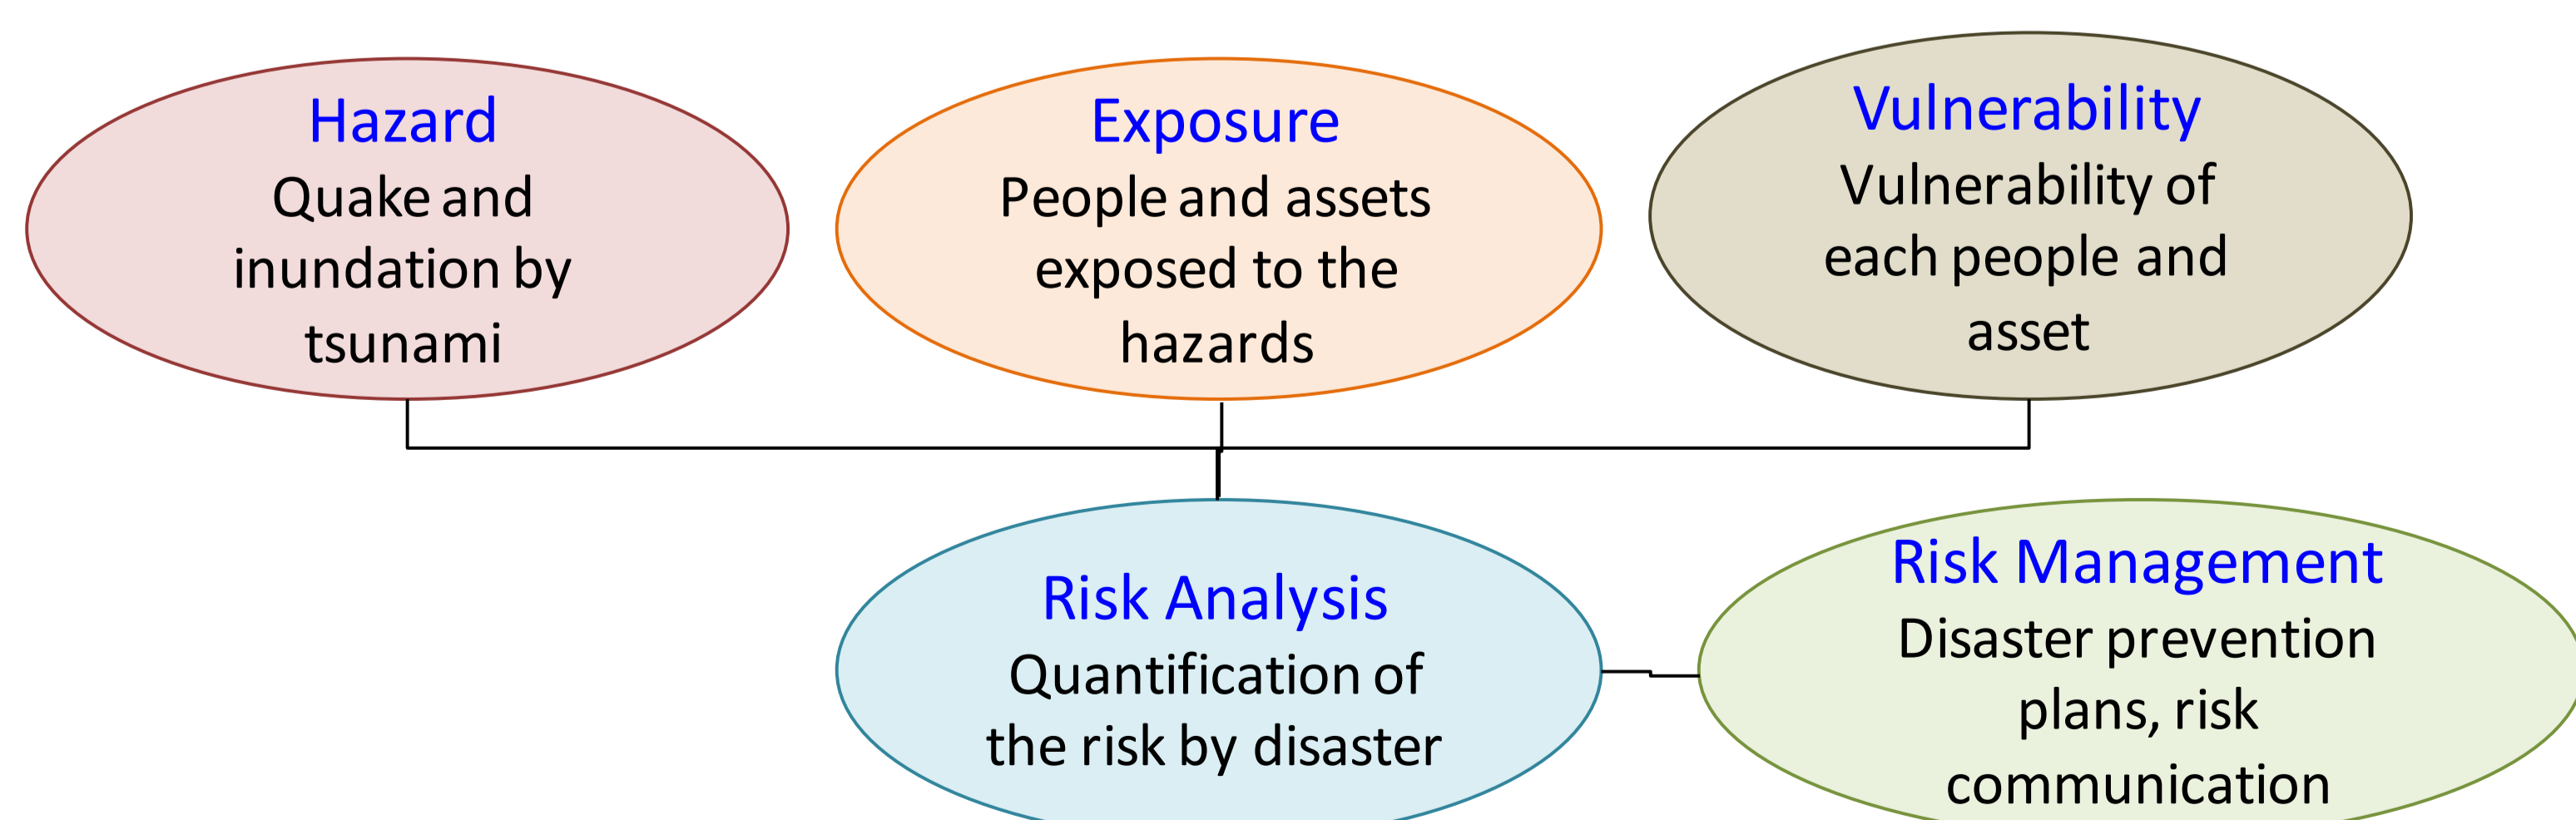 Hazard
Quake and
inundation by
tsunami
Exposure
People and assets
exposed to the
hazards
Vulnerability
Vulnerability of
each people and
asset
Risk Analysis
Quantification of
the risk by disaster
Risk Management
Disaster prevention
plans, risk
communication